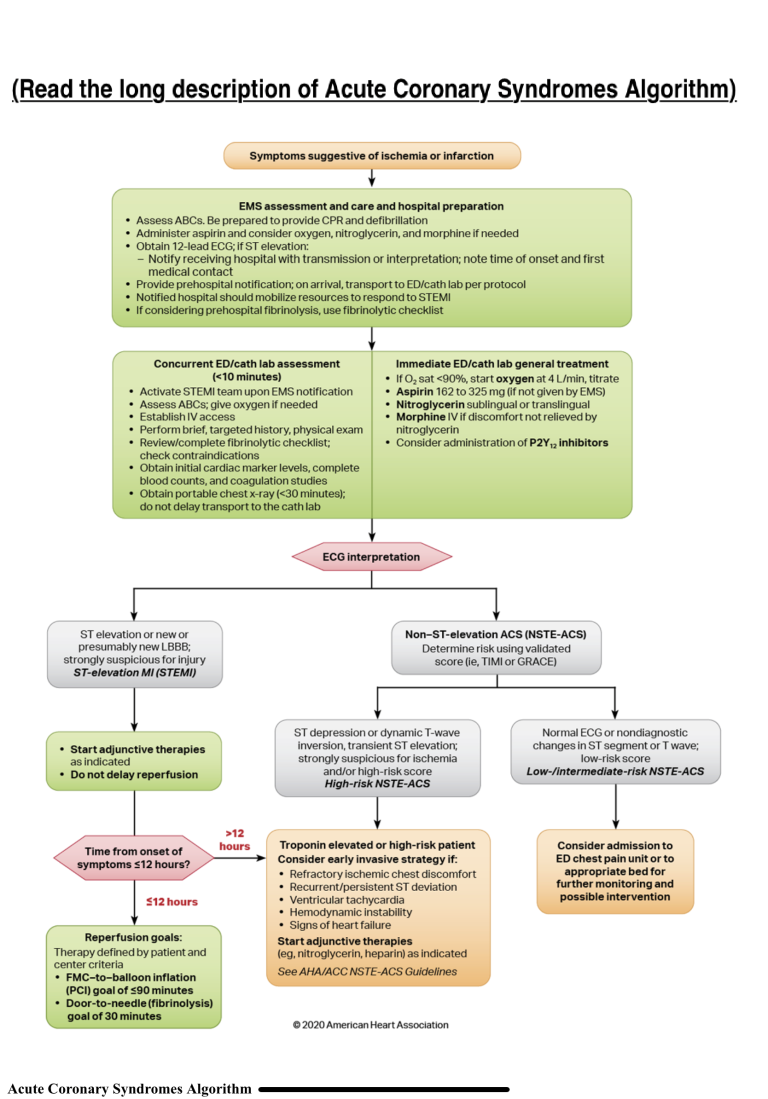 (Read the long description of Acute Coronary Syndromes Algorithm)
Symptoms suggestive of ischemia or infarction
EMS assessment and care and hospital preparation
• Assess ABCs. Be prepared to provide CPR and defibrillation
• Administer aspirin and consider oxygen, nitroglycerin, and morphine if needed
• Obtain 12-lead ECG; if ST elevation:
– Notify receiving hospital with transmission or interpretation; note time of onset and first
medical contact
• Provide prehospital notification; on arrival, transport to ED/cath lab per protocol
• Notified hospital should mobilize resources to respond to STEMI
• If considering prehospital fibrinolysis, use fibrinolytic checklist
Concurrent ED/cath lab assessment
(<10 minutes)
• Activate STEMI team upon EMS notification
• Assess ABCs; give oxygen if needed
• Establish IV access
• Perform brief, targeted history, physical exam
• Review/complete fibrinolytic checklist;
check contraindications
• Obtain initial cardiac marker levels, complete
blood counts, and coagulation studies
• Obtain portable chest x-ray (<30 minutes);
do not delay transport to the cath lab
Immediate ED/cath lab general treatment
• If O₂ sat <90%, start oxygen at 4 L/min, titrate
• Aspirin 162 to 325 mg (if not given by EMS)
• Nitroglycerin sublingual or translingual
• Morphine IV if discomfort not relieved by
nitroglycerin
• Consider administration of P2Y₁₂ inhibitors
ECG interpretation
ST elevation or new or
presumably new LBBB;
strongly suspicious for injury
ST-elevation MI (STEMI)
Non–ST-elevation ACS (NSTE-ACS)
Determine risk using validated
score (ie, TIMI or GRACE)
• Start adjunctive therapies
as indicated
• Do not delay reperfusion
ST depression or dynamic T-wave
inversion, transient ST elevation;
strongly suspicious for ischemia
and/or high-risk score
High-risk NSTE-ACS
Normal ECG or nondiagnostic
changes in ST segment or T wave;
low-risk score
Low-/intermediate-risk NSTE-ACS
Time from onset of
symptoms ≤12 hours?
>12
hours
≤12 hours
Troponin elevated or high-risk patient
Consider early invasive strategy if:
• Refractory ischemic chest discomfort
• Recurrent/persistent ST deviation
• Ventricular tachycardia
• Hemodynamic instability
• Signs of heart failure
Start adjunctive therapies
(eg, nitroglycerin, heparin) as indicated
See AHA/ACC NSTE-ACS Guidelines
Consider admission to
ED chest pain unit or to
appropriate bed for
further monitoring and
possible intervention
Reperfusion goals:
Therapy defined by patient and
center criteria
• FMC–to–balloon inflation
(PCI) goal of ≤90 minutes
• Door-to-needle (fibrinolysis)
goal of 30 minutes
© 2020 American Heart Association
Acute Coronary Syndromes Algorithm